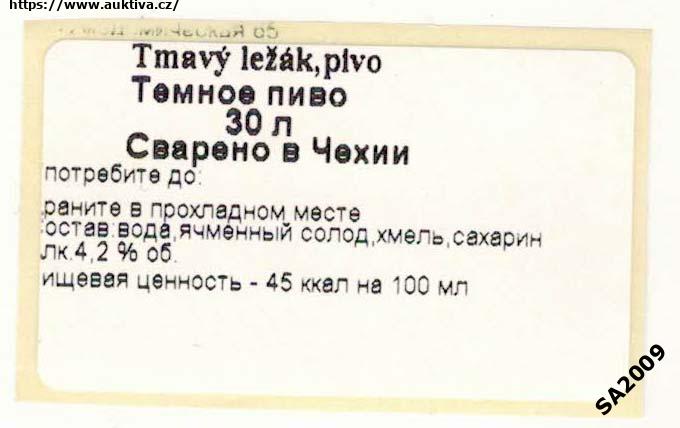 https://www.auktiva.cz/
Tmavý ležák,pivo
Темное пиво
30 л
Сварено в Чехии
потребите до:
раните в прохладном месте
остав:вода,ячменный солод,хмель,сахарин
лк.4,2 % об.
ищевая ценность - 45 ккал на 100 мл
SA2009